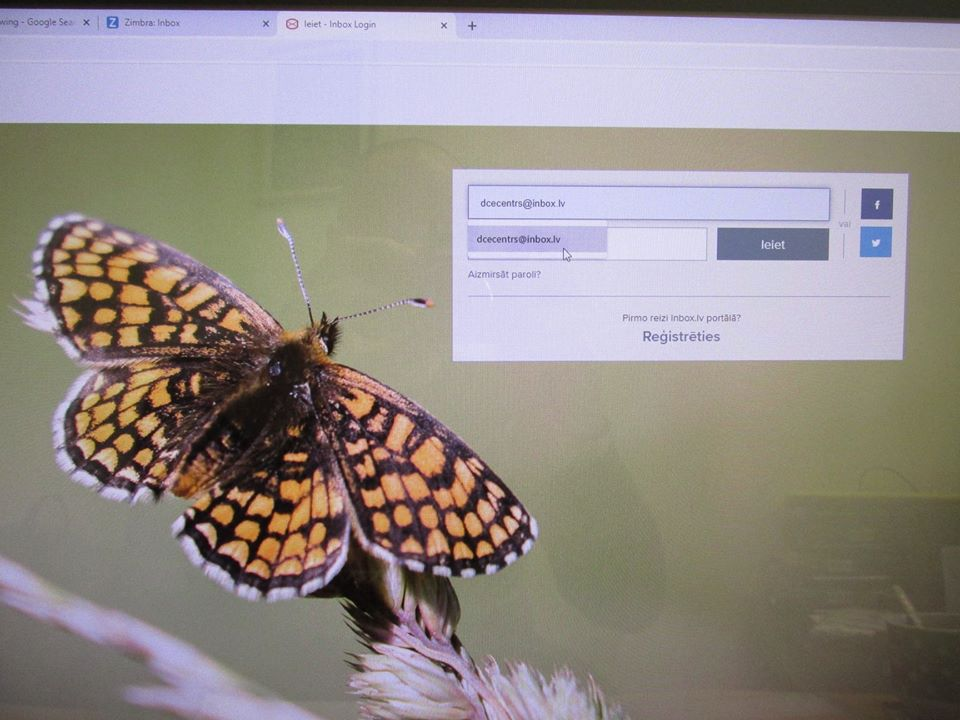 wing - Google Sea
Zimbra: Inbox
Ieiet - Inbox Login
dcecentrs@inbox.lv
dcecentrs@inbox.lv
Ieiet
vai
Aizmirsāt paroli?
Pirmo reizi Inbox.lv portālā?
Reģistrēties